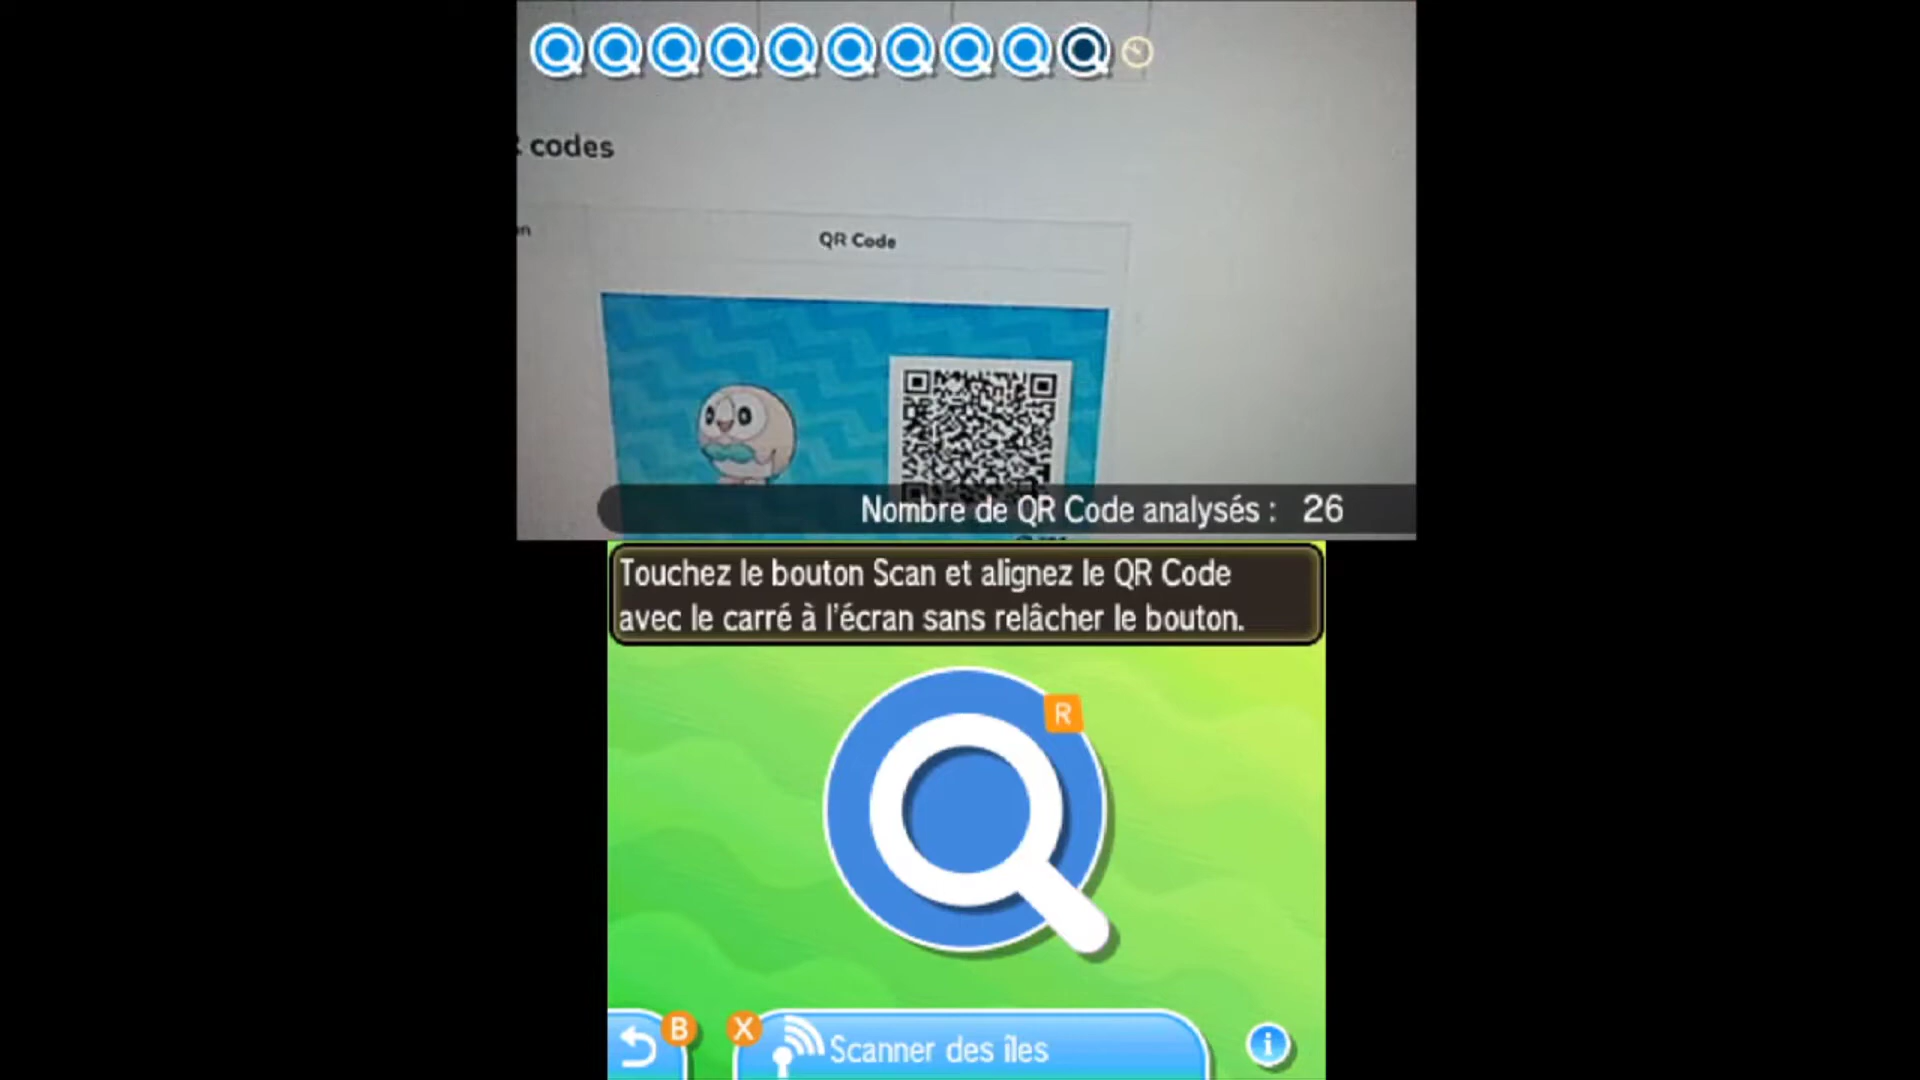 codes
QR Code
Nombre de QR Code analysés : 26
Touchez le bouton Scan et alignez le QR Code
avec le carré à l'écran sans relâcher le bouton.
R
B
X
Scanner des îles
i